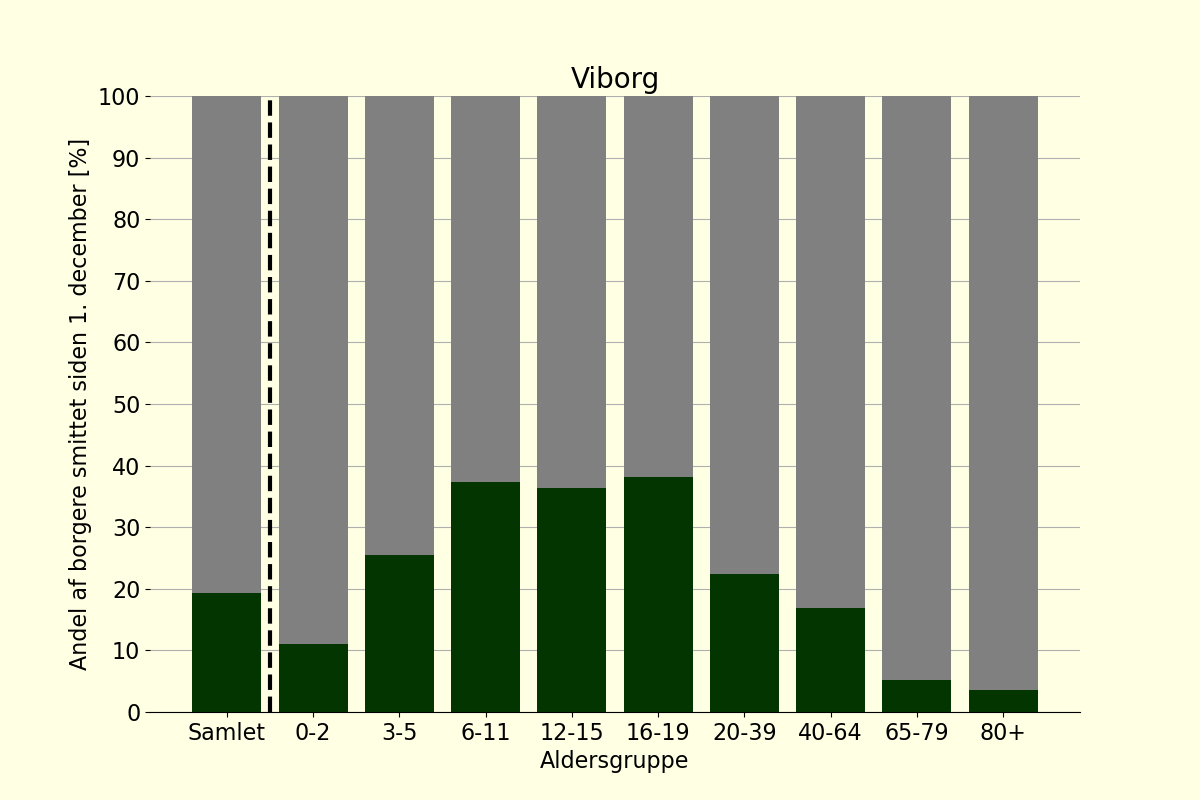 Viborg
Andel af borgere smittet siden 1. december [%]
100
90
80
70
60
50
40
30
20
10
0
Samlet 0-2 3-5 6-11 12-15 16-19 20-39 40-64 65-79 80+
Aldersgruppe